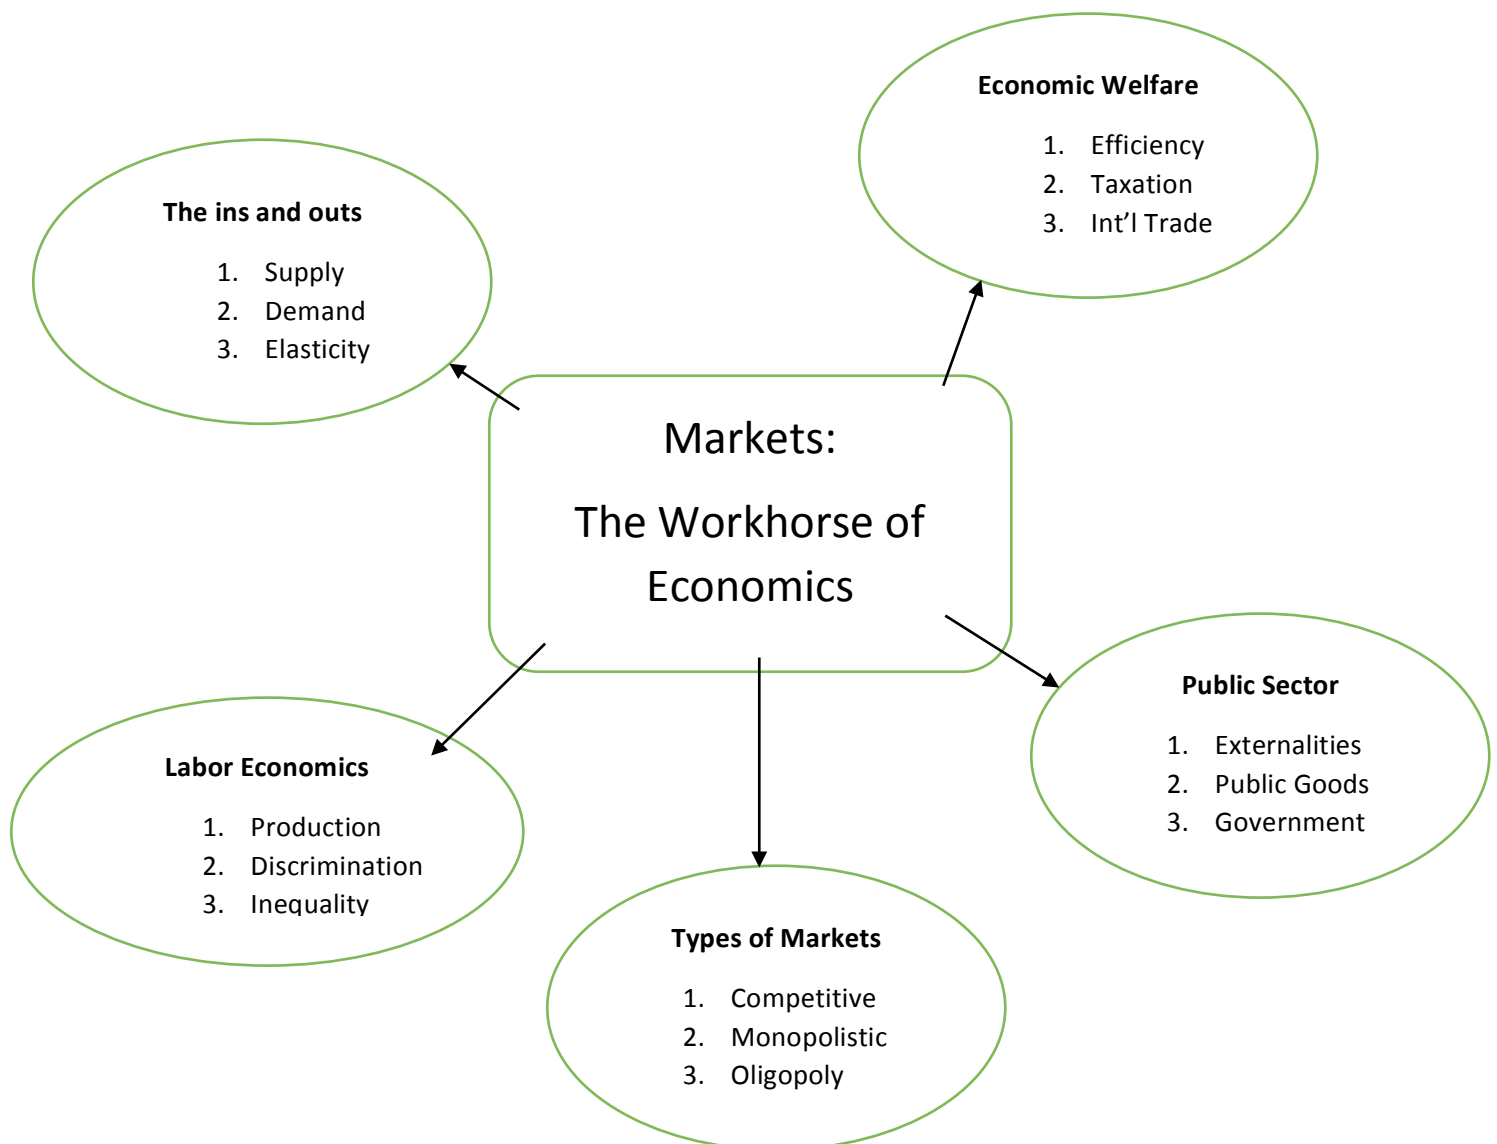 Economic Welfare
1. Efficiency
2. Taxation
3. Int’l Trade
The ins and outs
1. Supply
2. Demand
3. Elasticity
Markets:
The Workhorse of
Economics
Public Sector
1. Externalities
2. Public Goods
3. Government
Labor Economics
1. Production
2. Discrimination
3. Inequality
Types of Markets
1. Competitive
2. Monopolistic
3. Oligopoly